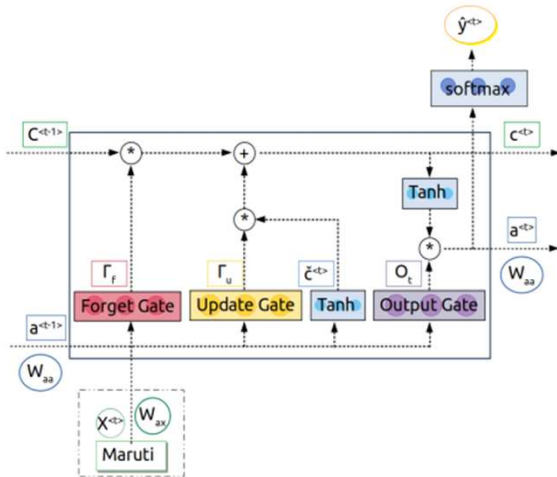 ŷ<t>
softmax
C<t-1>
c<t>
*
+
Tanh
*
*
a<t>
Γf
Γu
č<t>
Ot
Waa
Forget Gate
Update Gate
Tanh
Output Gate
a<t-1>
Waa
X<t>
Wax
Maruti